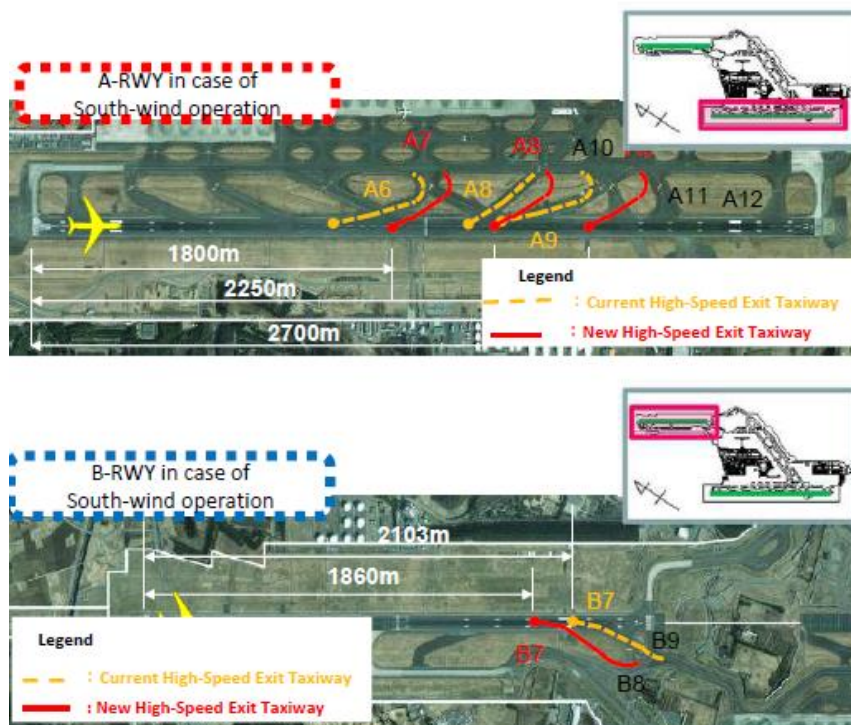 A-RWY in case of
South-wind operation
A7
A8
A10
A6
A8
A11
A12
A9
1800m
2250m
2700m
Legend
: Current High-Speed Exit Taxiway
: New High-Speed Exit Taxiway
B-RWY in case of
South-wind operation
2103m
1860m
B7
B7
B9
B8
Legend
: Current High-Speed Exit Taxiway
: New High-Speed Exit Taxiway